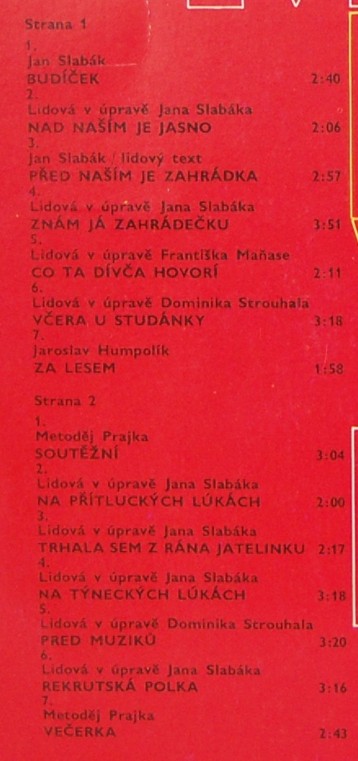 Strana 1
1.
Jan Slabák
BUDÍČEK 2:40
2.
Lidová v úpravě Jana Slabáka
NAD NAŠÍM JE JASNO 2:06
3.
Jan Slabák / lidový text
PŘED NAŠÍM JE ZAHRÁDKA 2:57
4.
Lidová v úpravě Jana Slabáka
ZNÁM JÁ ZAHRÁDEČKU 3:51
5.
Lidová v úpravě Františka Maňase
CO TA DÍVČA HOVORÍ 2:11
6.
Lidová v úpravě Dominika Strouhala
VČERA U STUDÁNKY 3:18
7.
Jaroslav Humpolík
ZA LESEM 1:58
Strana 2
1.
Metoděj Prajka
SOUTĚŽNÍ 3:04
2.
Lidová v úpravě Jana Slabáka
NA PŘÍTLUCKÝCH LÚKÁCH 2:00
3.
Lidová v úpravě Jana Slabáka
TRHALA SEM Z RÁNA JATELINKU 2:17
4.
Lidová v úpravě Jana Slabáka
NA TÝNECKÝCH LÚKÁCH 3:18
5.
Lidová v úpravě Dominika Strouhala
PRED MUZIKÚ 3:20
6.
Lidová v úpravě Jana Slabáka
REKRUTSKÁ POLKA 3:16
7.
Metoděj Prajka
VEČERKA 2:43